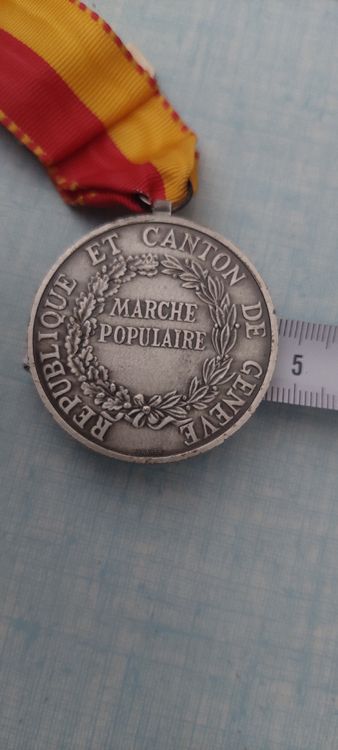 REPUBLIQUE ET CANTON DE GENEVE
MARCHE
POPULAIRE
5